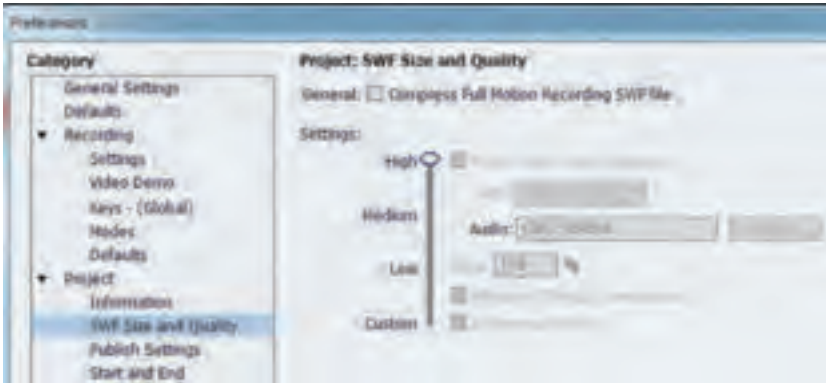 Preferences
Category
General Settings
Defaults
Recording
Settings
Video Demo
Keys - (Global)
Modes
Defaults
Project
Information
SWF Size and Quality
Publish Settings
Start and End
Project: SWF Size and Quality
General: Compress Full Motion Recording SWF file
Settings:
High
Medium
Audio:
Low
%
Custom